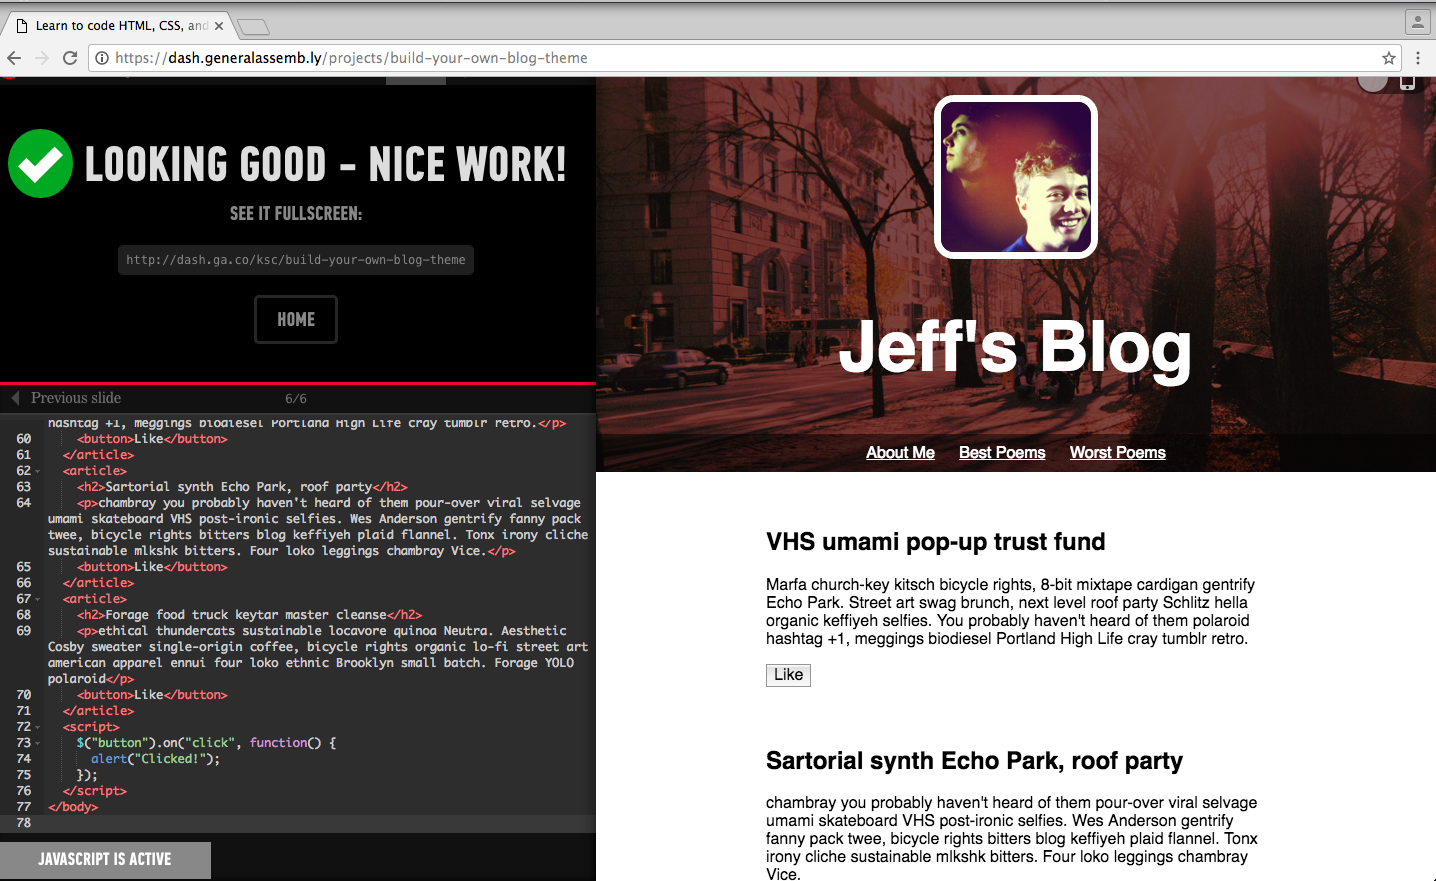 Learn to code HTML, CSS, and
https://dash.generalassemb.ly/projects/build-your-own-blog-theme
LOOKING GOOD - NICE WORK!
SEE IT FULLSCREEN:
http://dash.ga.co/ksc/build-your-own-blog-theme
HOME
Previous slide
6/6
hashtag +1, meggings biodiesel Portland High Life cray tumblr retro.</p>
60 <button>Like</button>
61 </article>
62 <article>
63 <h2>Sartorial synth Echo Park, roof party</h2>
64 <p>chambray you probably haven't heard of them pour-over viral selvage
umami skateboard VHS post-ironic selfies. Wes Anderson gentrify fanny pack
twee, bicycle rights bitters blog keffiyeh plaid flannel. Tonx irony cliche
sustainable mlkshk bitters. Four loko leggings chambray Vice.</p>
65 <button>Like</button>
66 </article>
67 <article>
68 <h2>Forage food truck keytar master cleanse</h2>
69 <p>ethical thundercats sustainable locavore quinoa Neutra. Aesthetic
Cosby sweater single-origin coffee, bicycle rights organic lo-fi street art
american apparel ennui four loko ethnic Brooklyn small batch. Forage YOLO
polaroid</p>
70 <button>Like</button>
71 </article>
72 <script>
73 $("button").on("click", function() {
74 alert("Clicked!");
75 });
76 </script>
77 </body>
78
JAVASCRIPT IS ACTIVE
Jeff's Blog
About Me Best Poems Worst Poems
VHS umami pop-up trust fund
Marfa church-key kitsch bicycle rights, 8-bit mixtape cardigan gentrify
Echo Park. Street art swag brunch, next level roof party Schlitz hella
organic keffiyeh selfies. You probably haven't heard of them polaroid
hashtag +1, meggings biodiesel Portland High Life cray tumblr retro.
Like
Sartorial synth Echo Park, roof party
chambray you probably haven't heard of them pour-over viral selvage
umami skateboard VHS post-ironic selfies. Wes Anderson gentrify
fanny pack twee, bicycle rights bitters blog keffiyeh plaid flannel. Tonx
irony cliche sustainable mlkshk bitters. Four loko leggings chambray
Vice.